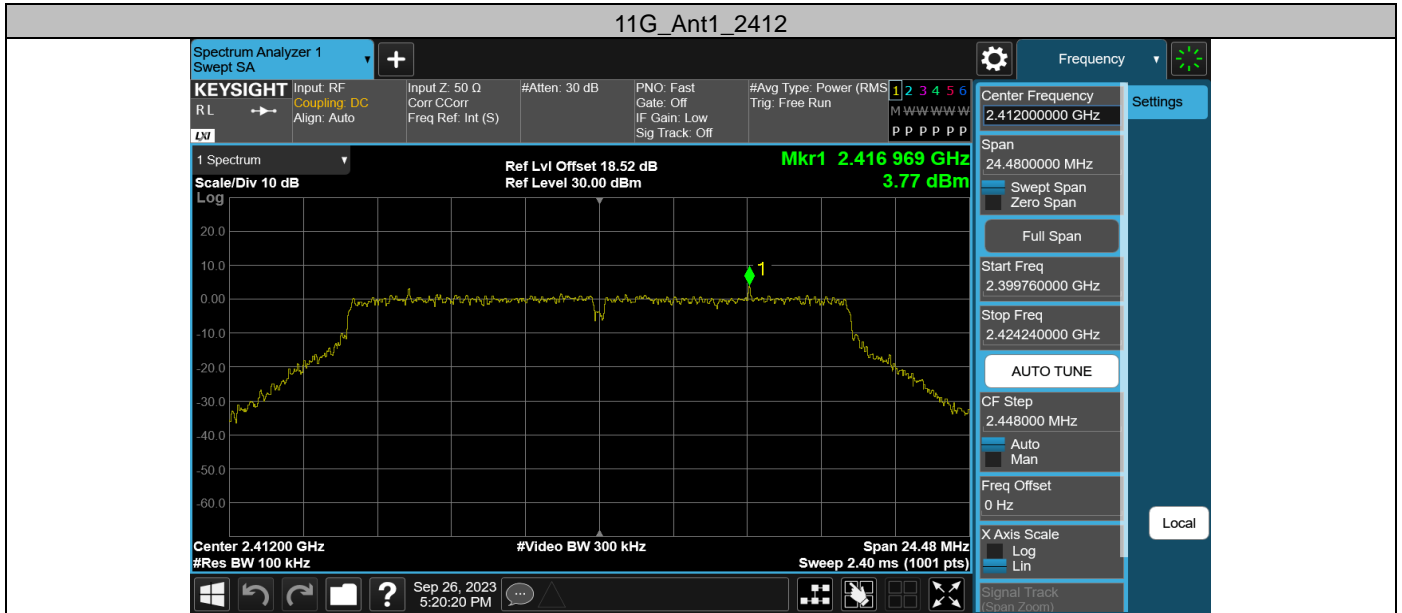 11G_Ant1_2412
Spectrum Analyzer 1
Swept SA
+
Frequency
KEYSIGHT
RL
LXI
Input: RF
Coupling: DC
Align: Auto
Input Z: 50 Ω
Corr CCorr
Freq Ref: Int (S)
#Atten: 30 dB
PNO: Fast
Gate: Off
IF Gain: Low
Sig Track: Off
#Avg Type: Power (RMS
Trig: Free Run
1 2 3 4 5 6
M W W W W W
P P P P P P
1 Spectrum
Scale/Div 10 dB
Ref Lvl Offset 18.52 dB
Ref Level 30.00 dBm
Mkr1 2.416 969 GHz
3.77 dBm
Log
20.0
10.0
0.00
-10.0
-20.0
-30.0
-40.0
-50.0
-60.0
1
Center 2.41200 GHz
#Res BW 100 kHz
#Video BW 300 kHz
Span 24.48 MHz
Sweep 2.40 ms (1001 pts)
Center Frequency
2.412000000 GHz
Span
24.4800000 MHz
Swept Span
Zero Span
Full Span
Start Freq
2.399760000 GHz
Stop Freq
2.424240000 GHz
AUTO TUNE
CF Step
2.448000 MHz
Auto
Man
Freq Offset
0 Hz
X Axis Scale
Log
Lin
Signal Track
(Span Zoom)
Settings
Local
?
Sep 26, 2023
5:20:20 PM